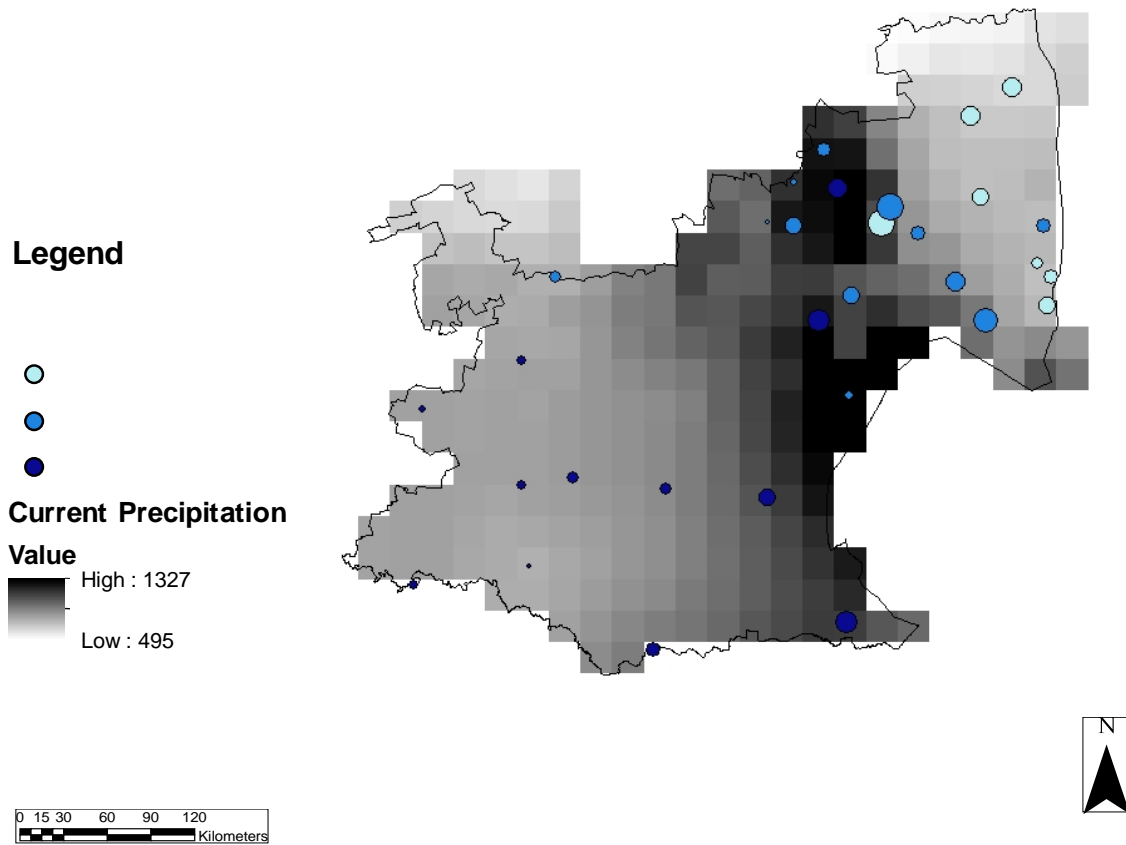 Legend
Current Precipitation
Value
High : 1327
Low : 495
N
0 15 30 60 90 120
Kilometers